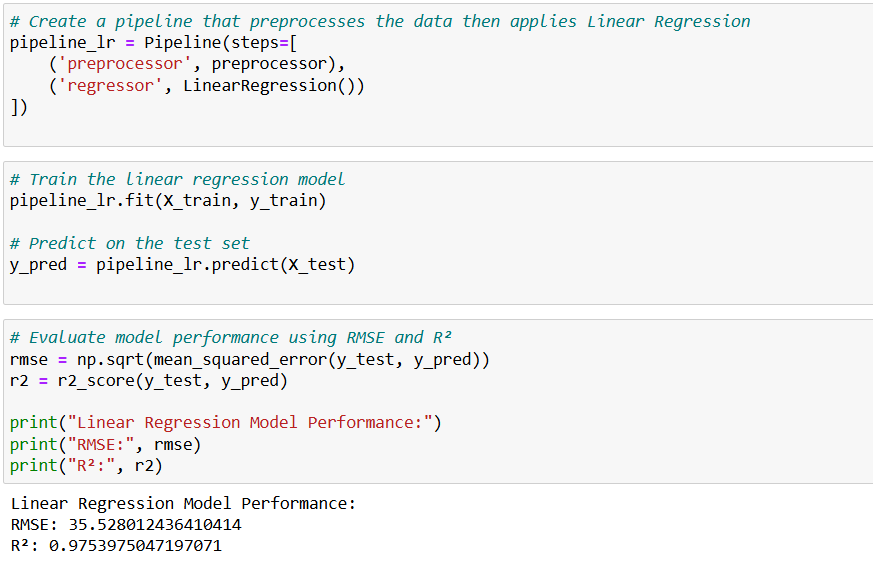 # Create a pipeline that preprocesses the data then applies Linear Regression
pipeline_lr = Pipeline(steps=[
    ('preprocessor', preprocessor),
    ('regressor', LinearRegression())
])
# Train the linear regression model
pipeline_lr.fit(X_train, y_train)
# Predict on the test set
y_pred = pipeline_lr.predict(X_test)
# Evaluate model performance using RMSE and R²
rmse = np.sqrt(mean_squared_error(y_test, y_pred))
r2 = r2_score(y_test, y_pred)
print("Linear Regression Model Performance:")
print("RMSE:", rmse)
print("R²:", r2)
Linear Regression Model Performance:
RMSE: 35.528012436410414
R²: 0.9753975047197071